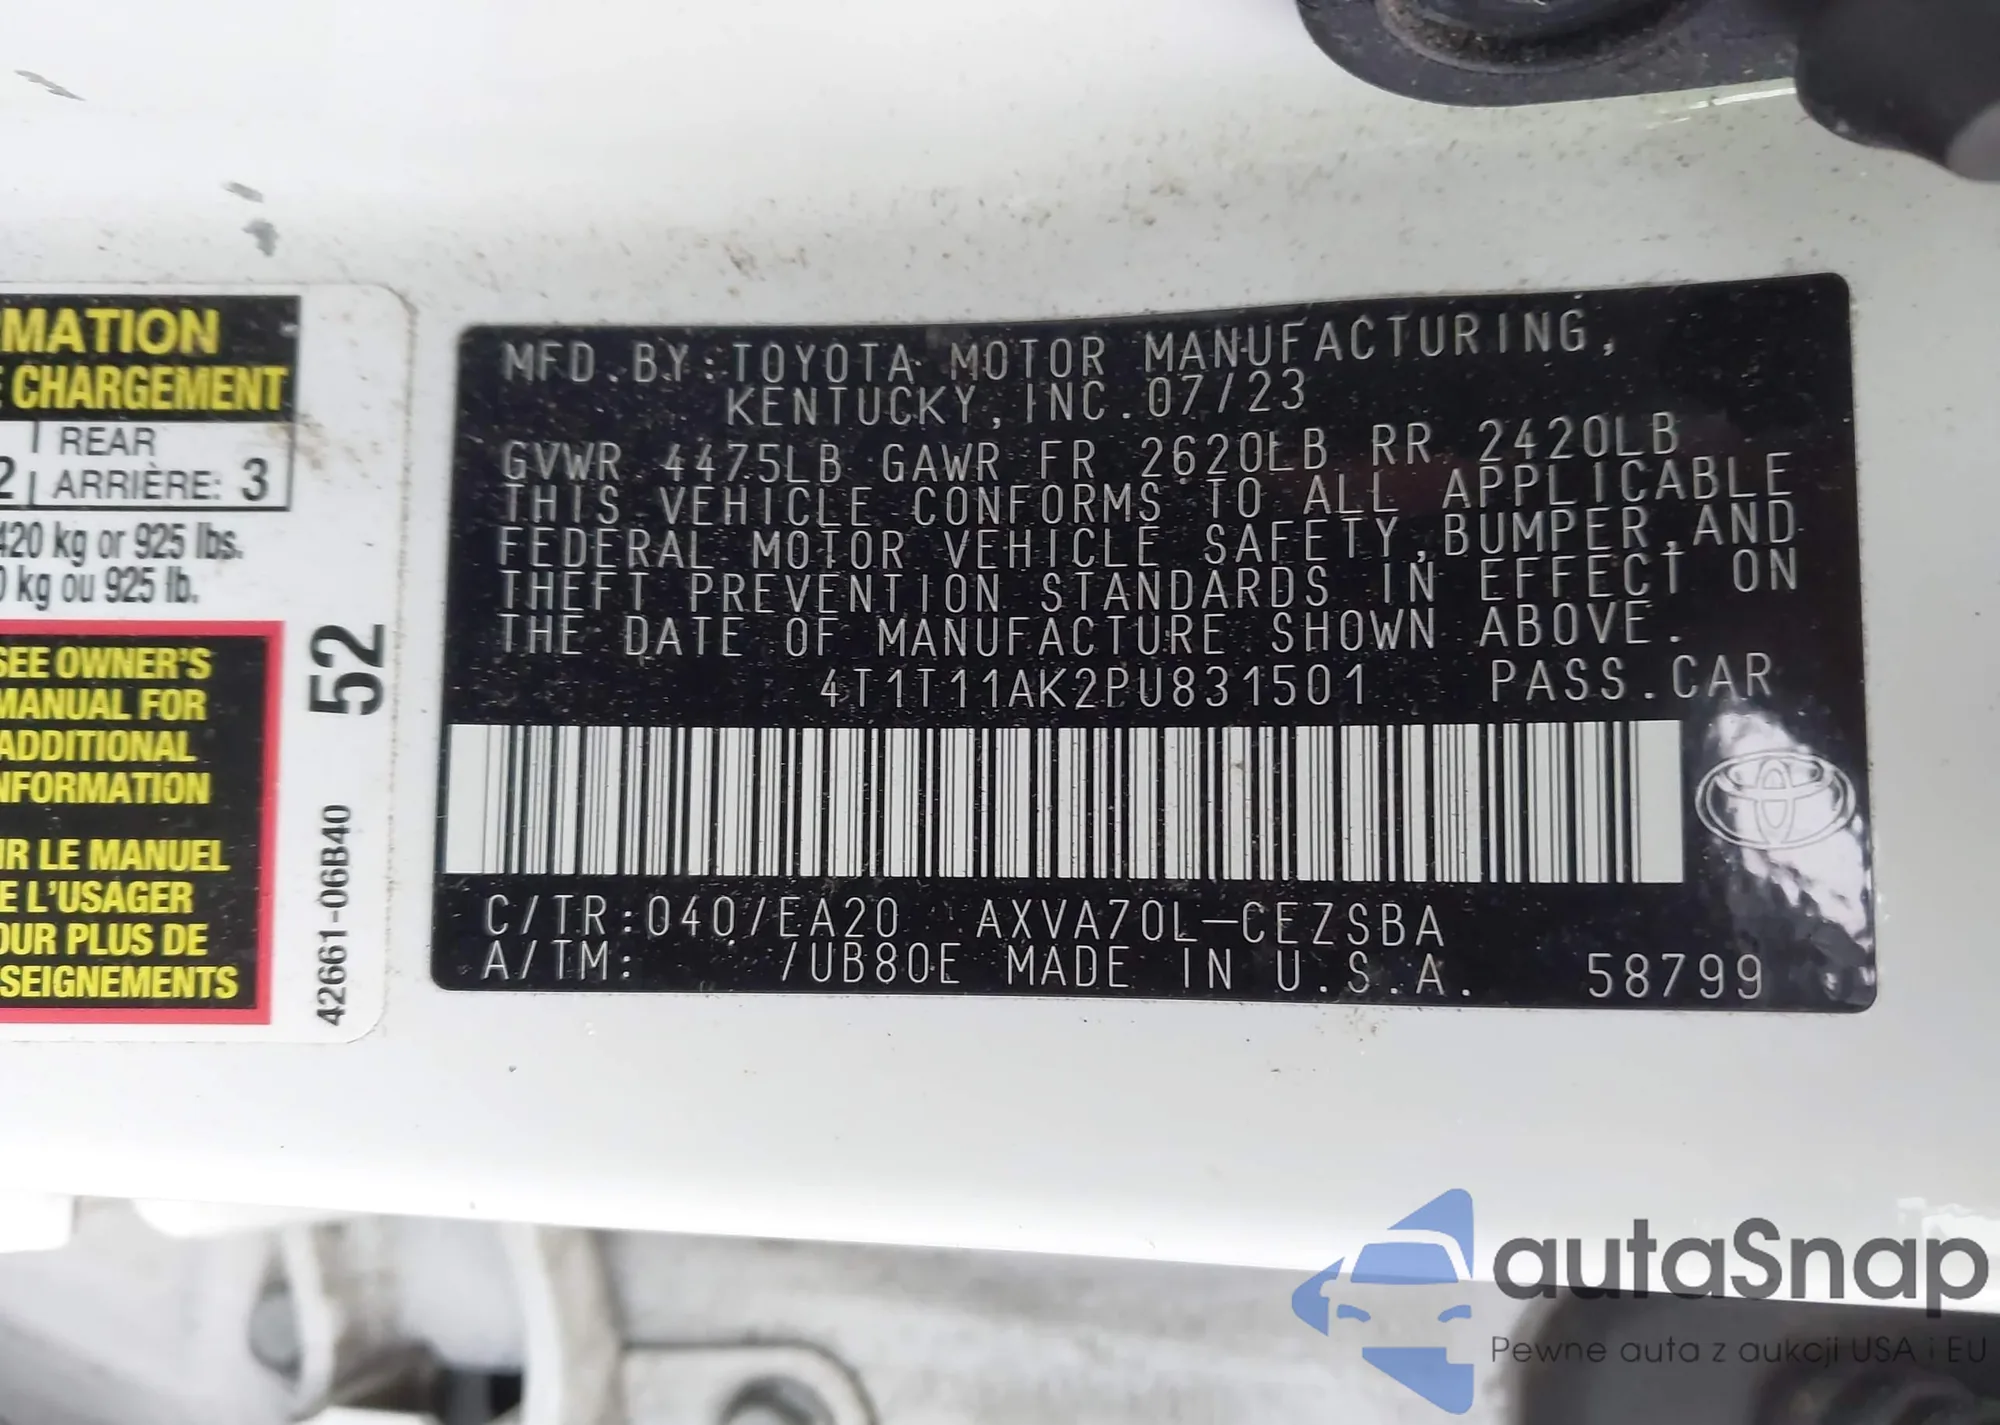 RMATION
E CHARGEMENT
REAR
2 ARRIÈRE: 3
420 kg or 925 lbs.
0 kg ou 925 lb.
SEE OWNER'S
MANUAL FOR
ADDITIONAL
INFORMATION
IR LE MANUEL
E L'USAGER
OUR PLUS DE
SEIGNEMENTS
52
42661-06B40
MFD.BY:TOYOTA MOTOR MANUFACTURING,
KENTUCKY,INC.07/23
GVWR 4475LB GAWR FR 2620LB RR 2420LB
THIS VEHICLE CONFORMS TO ALL APPLICABLE
FEDERAL MOTOR VEHICLE SAFETY,BUMPER,AND
THEFT PREVENTION STANDARDS IN EFFECT ON
THE DATE OF MANUFACTURE SHOWN ABOVE.
4T1T11AK2PU831501 PASS.CAR
C/TR:040/EA20 AXVA70L-CEZSBA
A/TM: /UB80E MADE IN U.S.A. 58799
autaSnap
Pewne auta z aukcji USA i EU